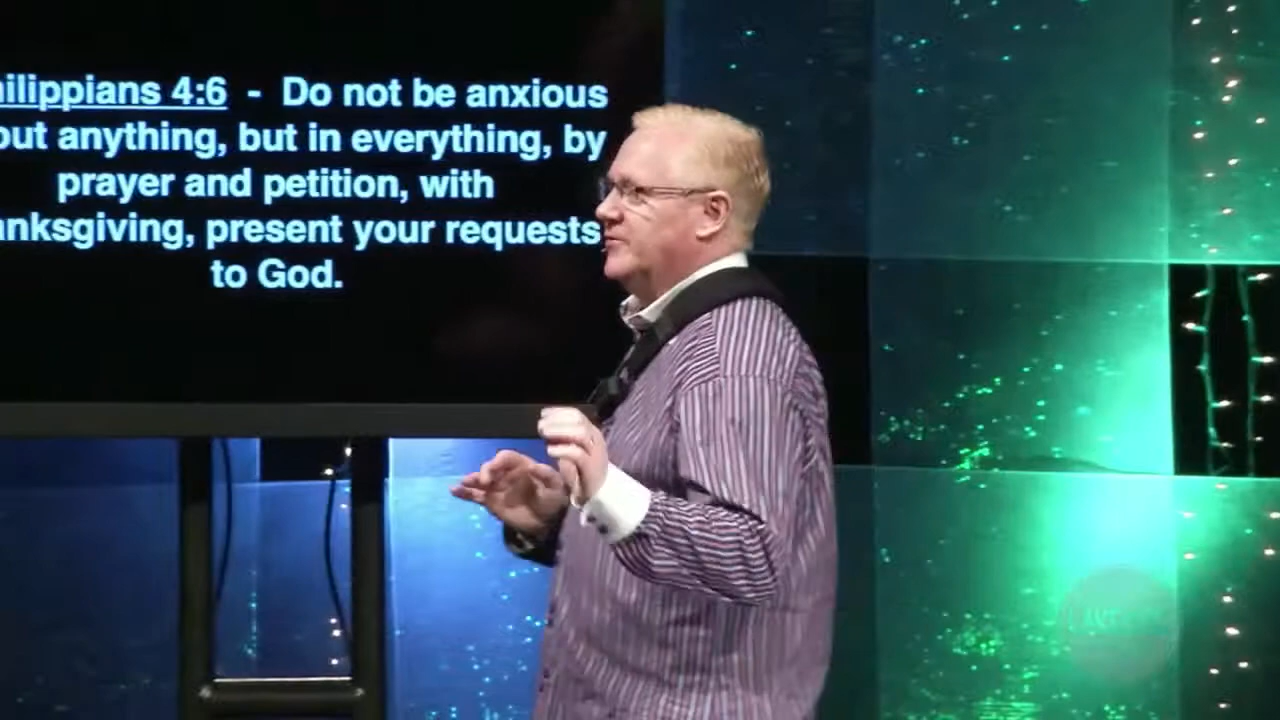 ilippians 4:6 - Do not be anxious
out anything, but in everything, by
prayer and petition, with
anksgiving, present your requests
to God.